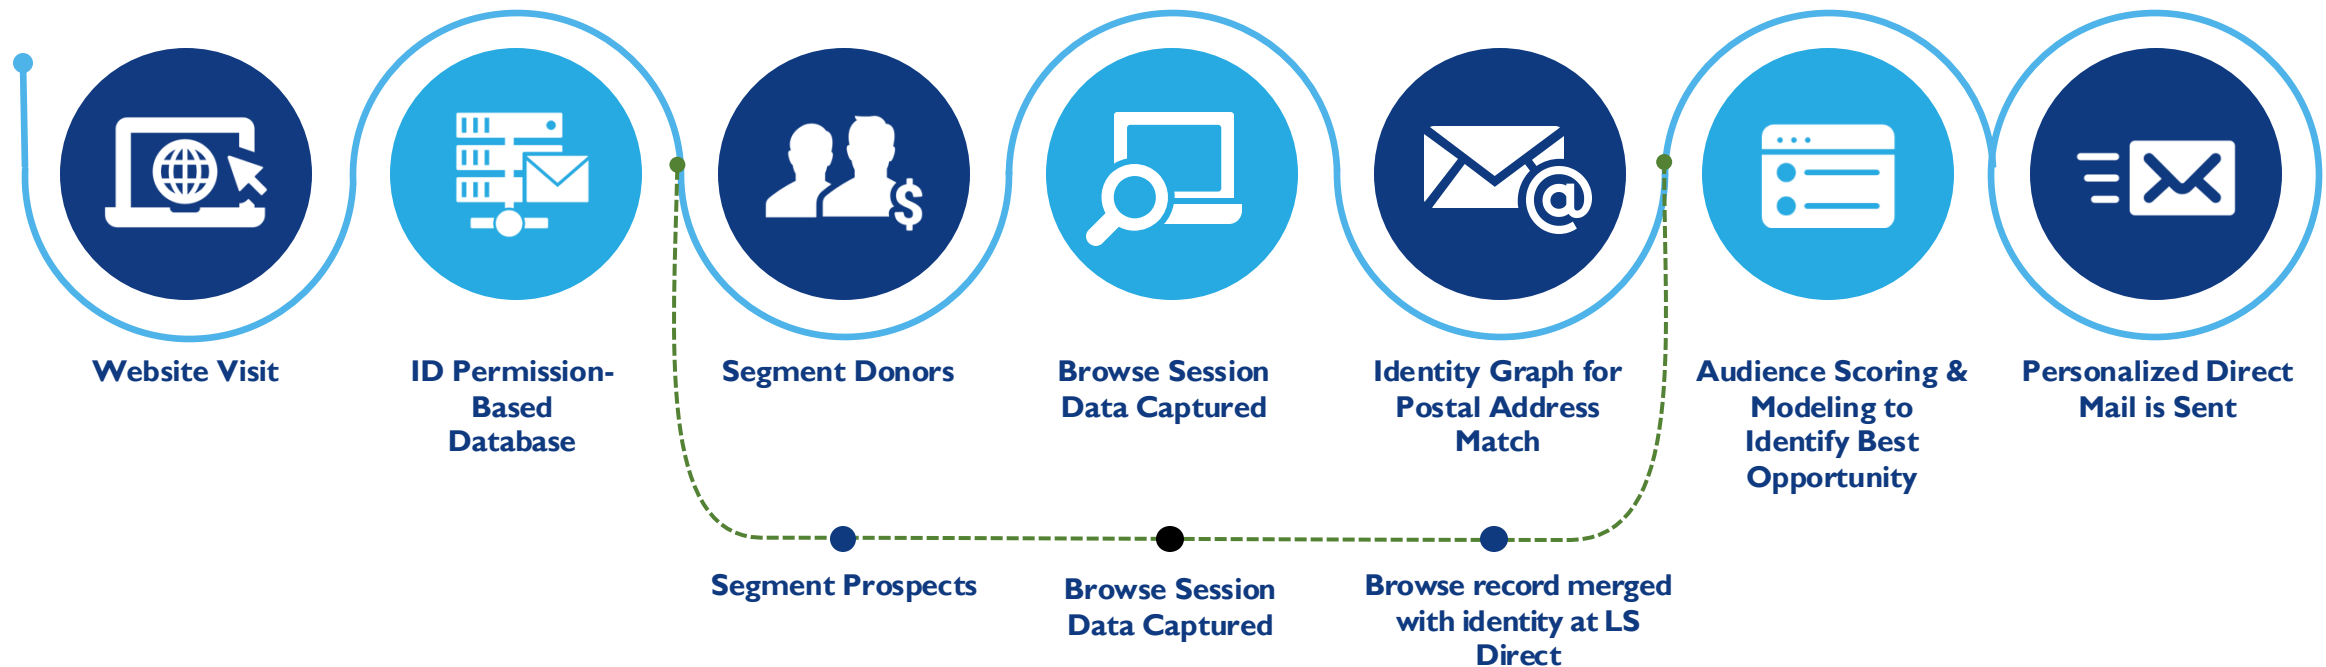 Website Visit
ID Permission-
Based
Database
Segment Donors
Browse Session
Data Captured
Identity Graph for
Postal Address
Match
Audience Scoring &
Modeling to
Identify Best
Opportunity
Personalized Direct
Mail is Sent
Segment Prospects
Browse Session
Data Captured
Browse record merged
with identity at LS
Direct